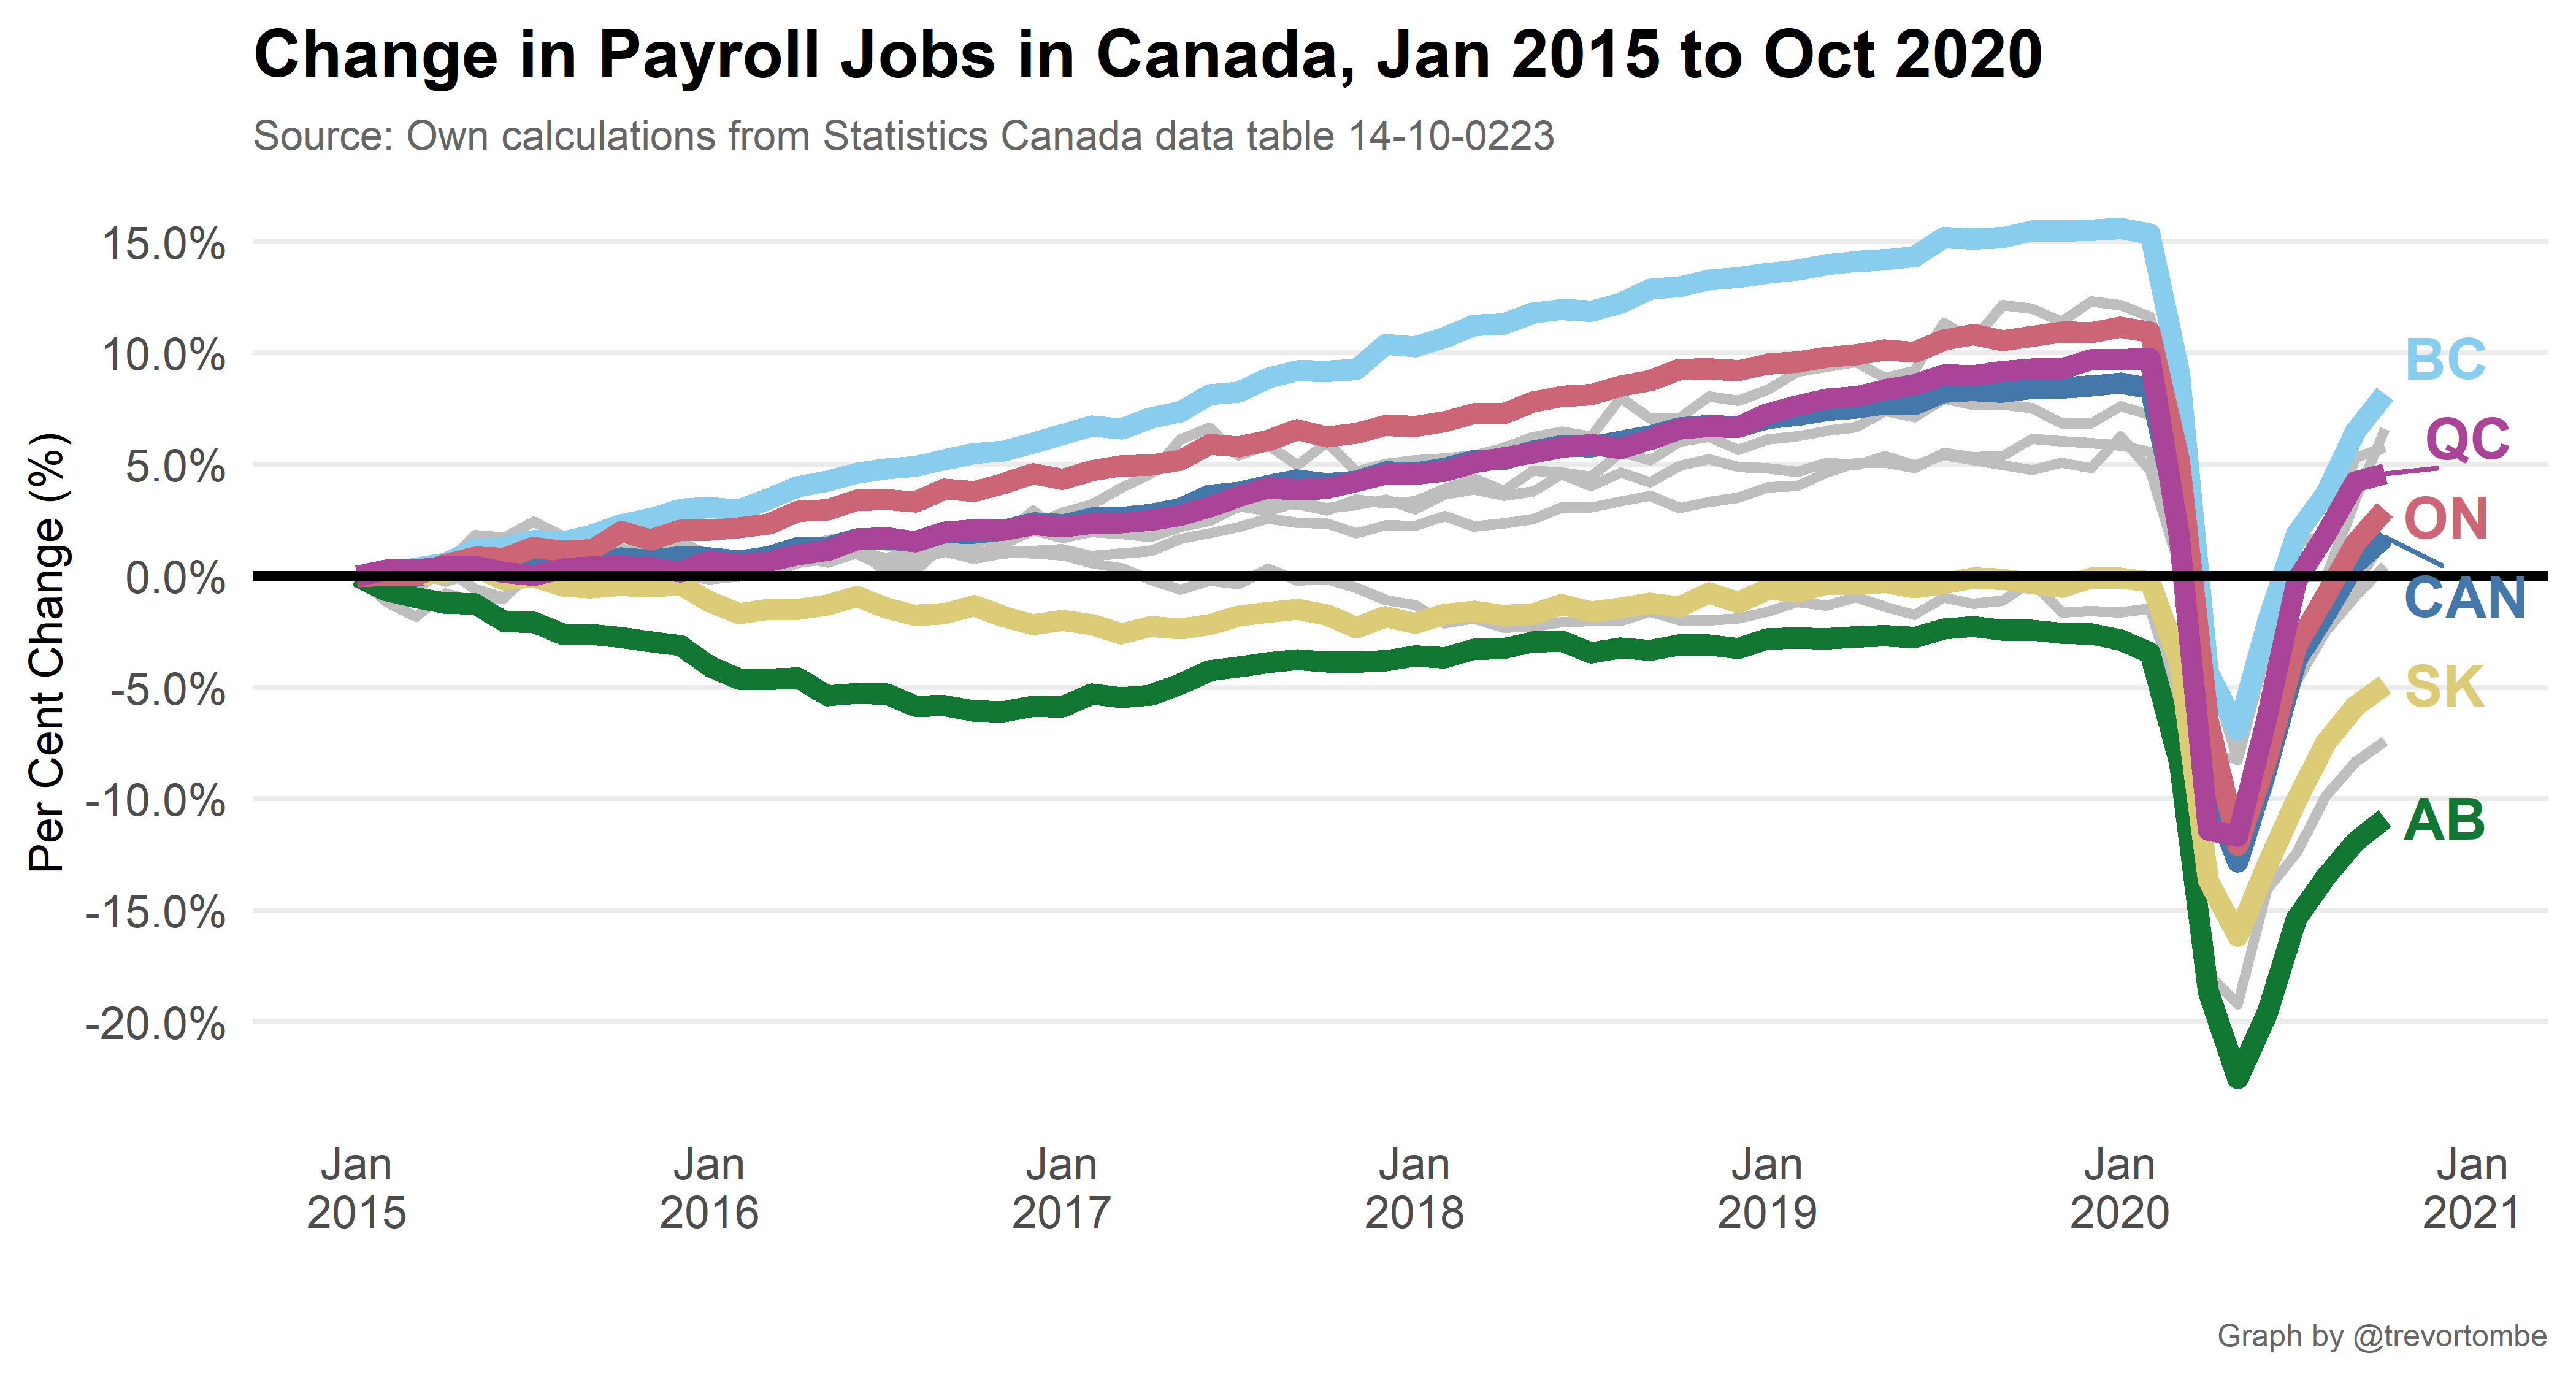 Change in Payroll Jobs in Canada, Jan 2015 to Oct 2020
Source: Own calculations from Statistics Canada data table 14-10-0223
Per Cent Change (%)
15.0%
10.0%
5.0%
0.0%
-5.0%
-10.0%
-15.0%
-20.0%
BC
QC
ON
CAN
SK
AB
Jan
2015
Jan
2016
Jan
2017
Jan
2018
Jan
2019
Jan
2020
Jan
2021
Graph by @trevortombe